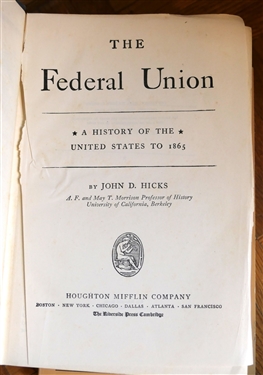 THE
Federal Union
★ A HISTORY OF THE ★
UNITED STATES TO 1865
BY JOHN D. HICKS
A. F. and May T. Morrison Professor of History
University of California, Berkeley
HOUGHTON MIFFLIN COMPANY
BOSTON · NEW YORK · CHICAGO · DALLAS · ATLANTA · SAN FRANCISCO
The Riverside Press Cambridge